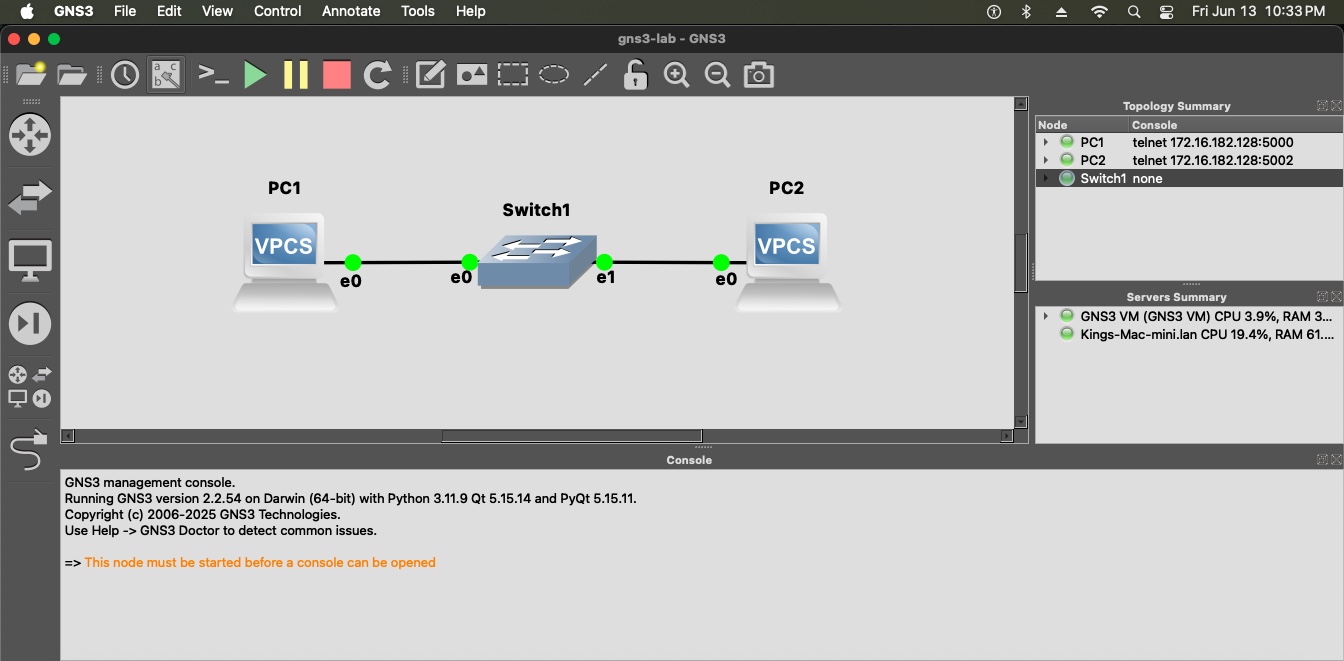 GNS3 File Edit View Control Annotate Tools Help Fri Jun 13 10:33 PM
gns3-lab - GNS3
a c
b
>_
Topology Summary
Node Console
PC1 telnet 172.16.182.128:5000
PC2 telnet 172.16.182.128:5002
Switch1 none
PC1
Switch1
PC2
VPCS
VPCS
e0
e0
e1
e0
Servers Summary
GNS3 VM (GNS3 VM) CPU 3.9%, RAM 3...
Kings-Mac-mini.lan CPU 19.4%, RAM 61....
Console
GNS3 management console.
Running GNS3 version 2.2.54 on Darwin (64-bit) with Python 3.11.9 Qt 5.15.14 and PyQt 5.15.11.
Copyright (c) 2006-2025 GNS3 Technologies.
Use Help -> GNS3 Doctor to detect common issues.
=> This node must be started before a console can be opened